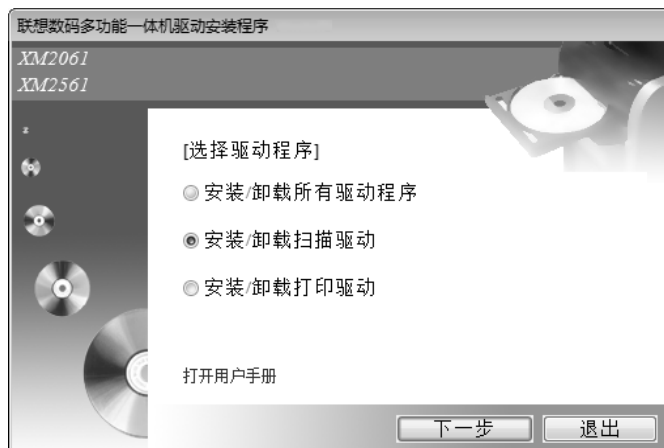 联想数码多功能一体机驱动安装程序
XM2061
XM2561
z
[选择驱动程序]
安装/卸载所有驱动程序
安装/卸载扫描驱动
安装/卸载打印驱动
打开用户手册
下一步 退出